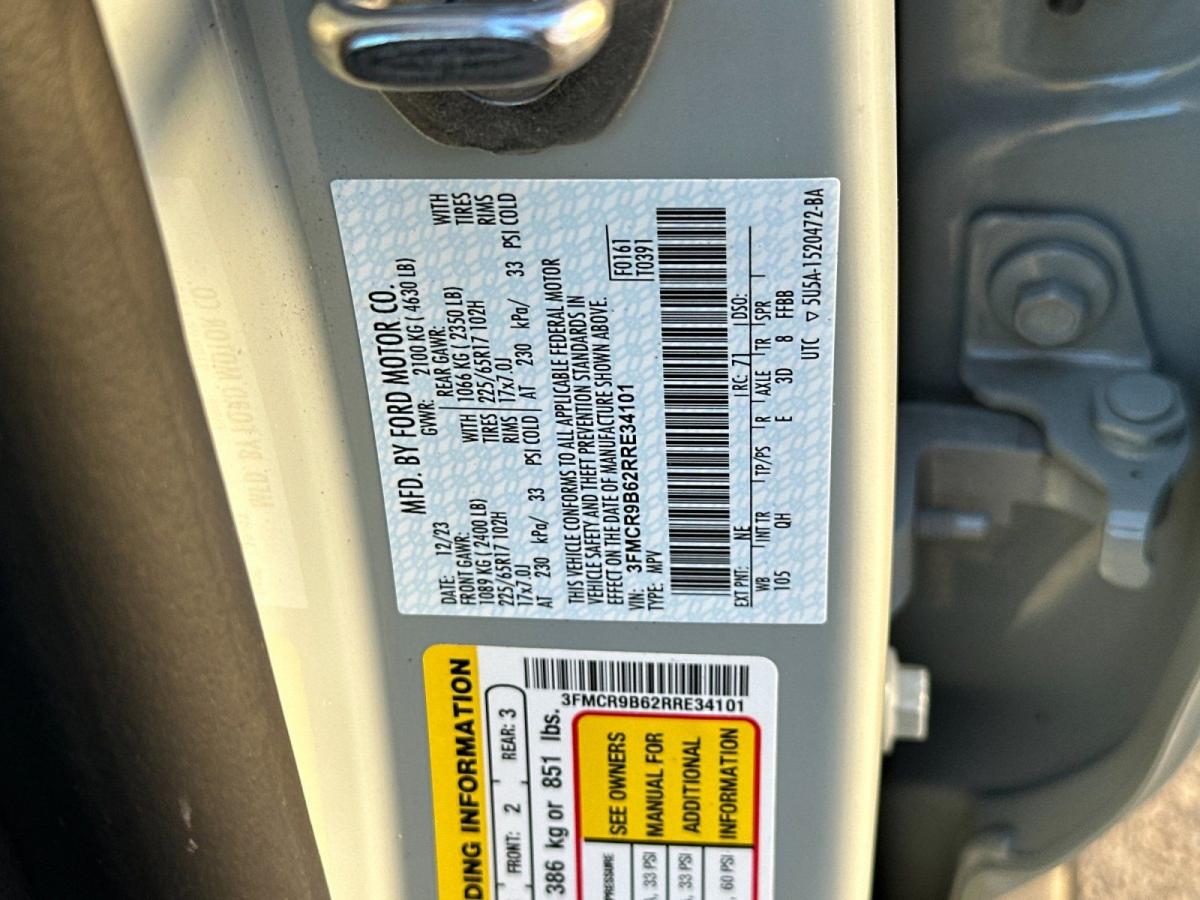 MFD. BY FORD MOTOR CO.
DATE: 12/23 GVWR: 2100 KG ( 4630 LB)
FRONT GAWR: WITH REAR GAWR: WITH
1089 KG ( 2400 LB) TIRES 1066 KG ( 2350 LB) TIRES
225/65R17 102H RIMS 225/65R17 102H RIMS
17x7.0J 17x7.0J
AT 230 kPa/ 33 PSI COLD AT 230 kPa/ 33 PSI COLD
THIS VEHICLE CONFORMS TO ALL APPLICABLE FEDERAL MOTOR
VEHICLE SAFETY AND THEFT PREVENTION STANDARDS IN
EFFECT ON THE DATE OF MANUFACTURE SHOWN ABOVE.
VIN: 3FMCR9B62RRE34101
TYPE: MPV
F0161
T0391
EXT PNT: NE RC: 71 DSO:
WB INT TR TP/PS R AXLE TR SPR
105 QH E 3D 8 FFBB
UTC ▽ 5U5A-1520472-BA
DING INFORMATION
FRONT: 2 REAR: 3
386 kg or 851 lbs.
3FMCR9B62RRE34101
SEE OWNERS
MANUAL FOR
ADDITIONAL
INFORMATION
PRESSURE
, 33 PSI
, 33 PSI
, 60 PSI